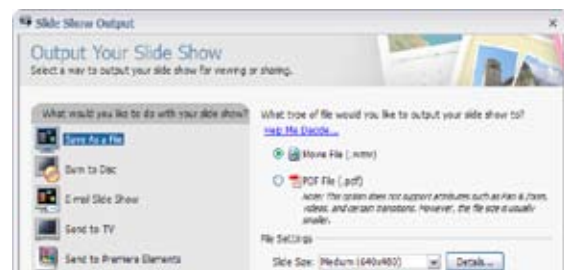 Slide Show Output
Output Your Slide Show
Select a way to output your slide show for viewing or sharing.
What would you like to do with your slide show?
Save As a File
Burn to Disc
E-mail Slide Show
Send to TV
Send to Premiere Elements
What type of file would you like to output your slide show to?
Help Me Decide...
Movie File (.wmv)
PDF File (.pdf)
Note: This option does not support attributes such as Pan & Zoom,
videos, and certain transitions. However, the file size is usually
smaller.
File Settings
Slide Size: Medium (640x480)
Details...